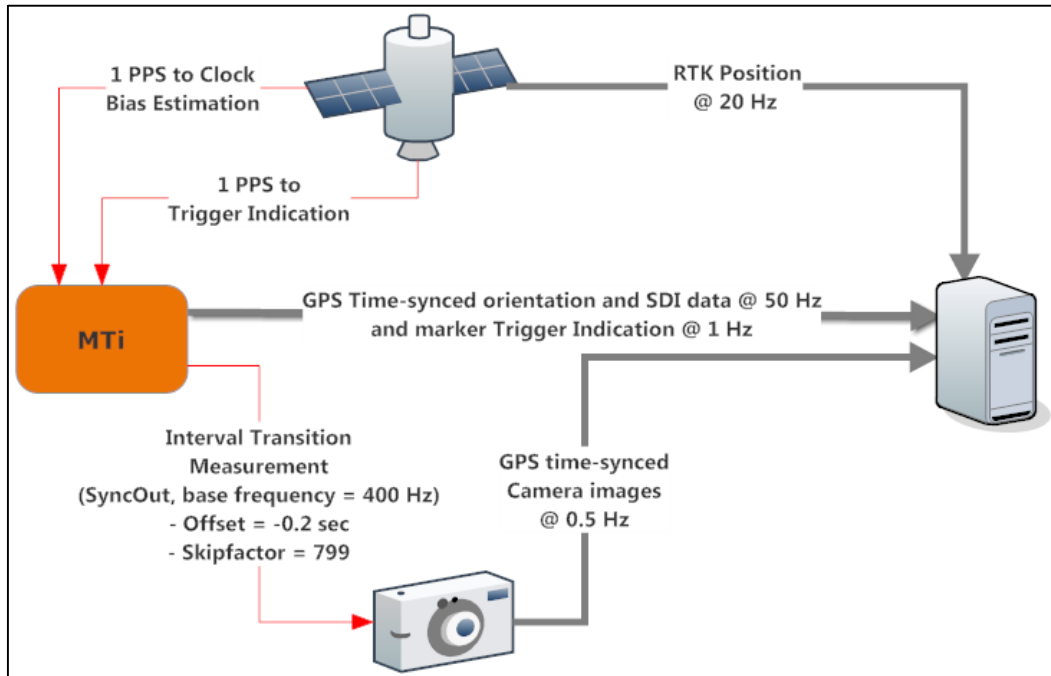 1 PPS to Clock
Bias Estimation
RTK Position
@ 20 Hz
1 PPS to
Trigger Indication
MTi
GPS Time-synced orientation and SDI data @ 50 Hz
and marker Trigger Indication @ 1 Hz
Interval Transition
Measurement
(SyncOut, base frequency = 400 Hz)
- Offset = -0.2 sec
- Skipfactor = 799
GPS time-synced
Camera images
@ 0.5 Hz